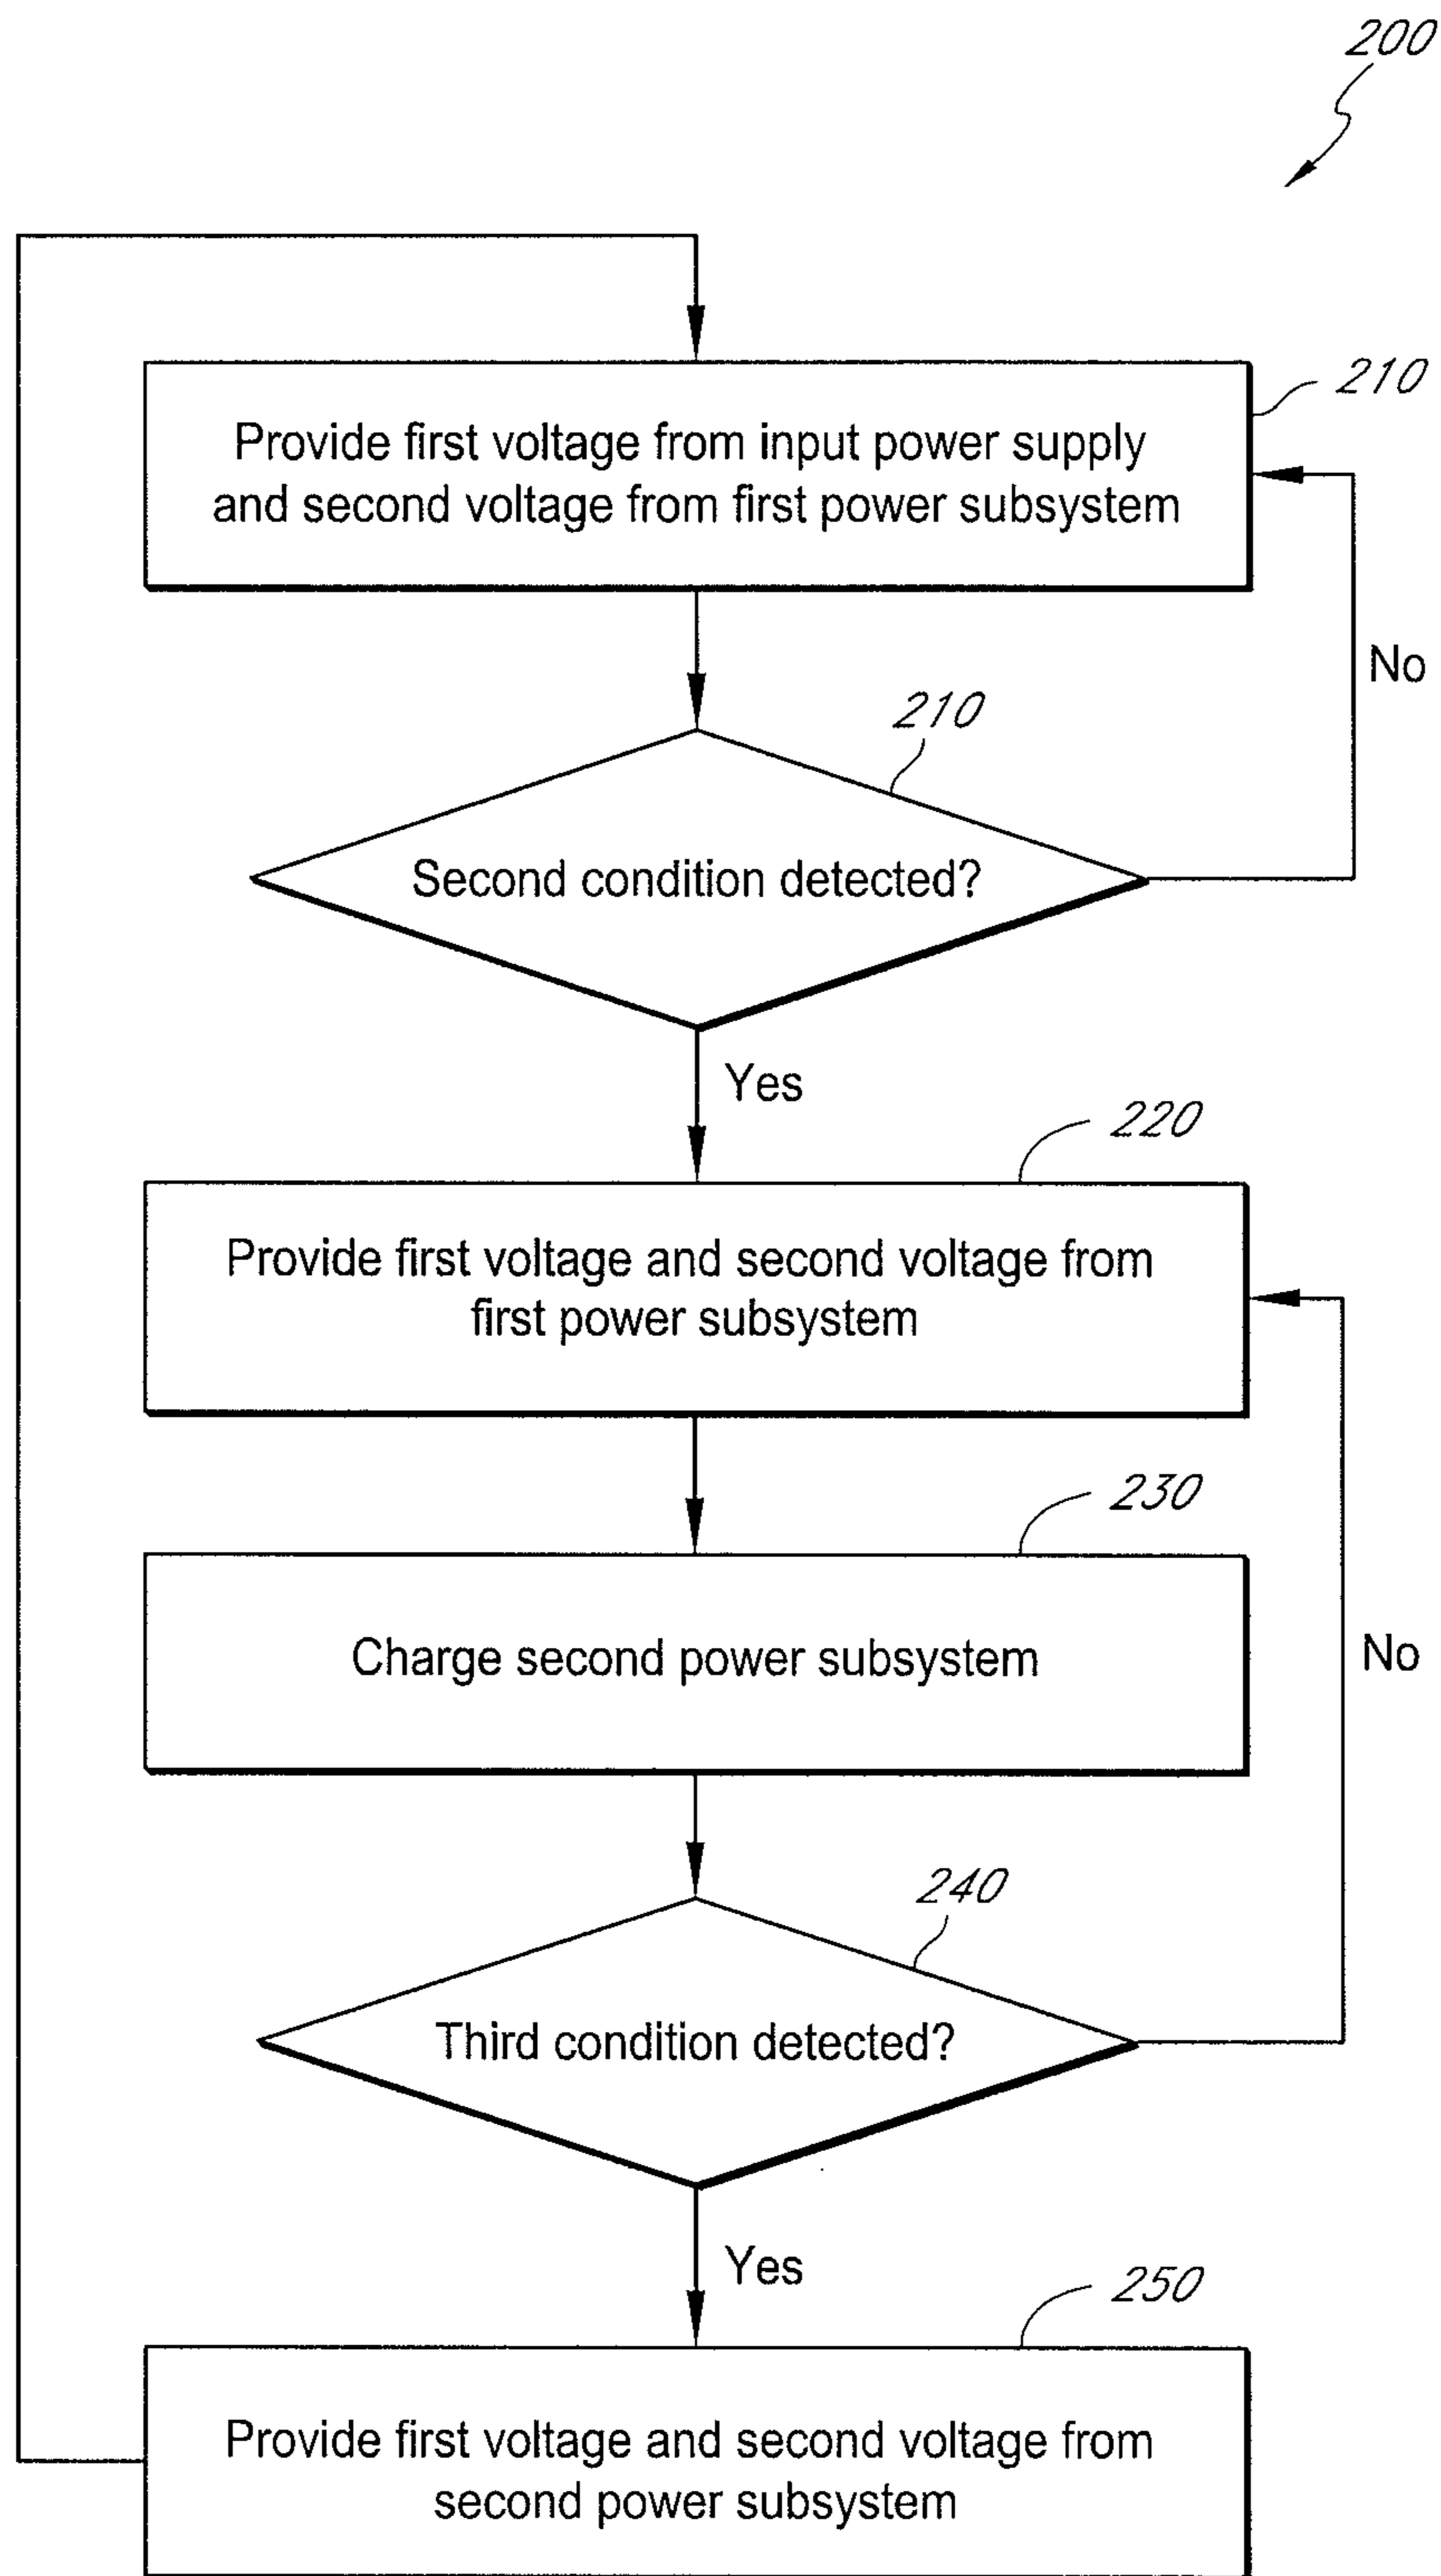 200
210
Provide first voltage from input power supply
and second voltage from first power subsystem
No
210
Second condition detected?
Yes
220
Provide first voltage and second voltage from
first power subsystem
230
Charge second power subsystem
No
240
Third condition detected?
Yes
250
Provide first voltage and second voltage from
second power subsystem